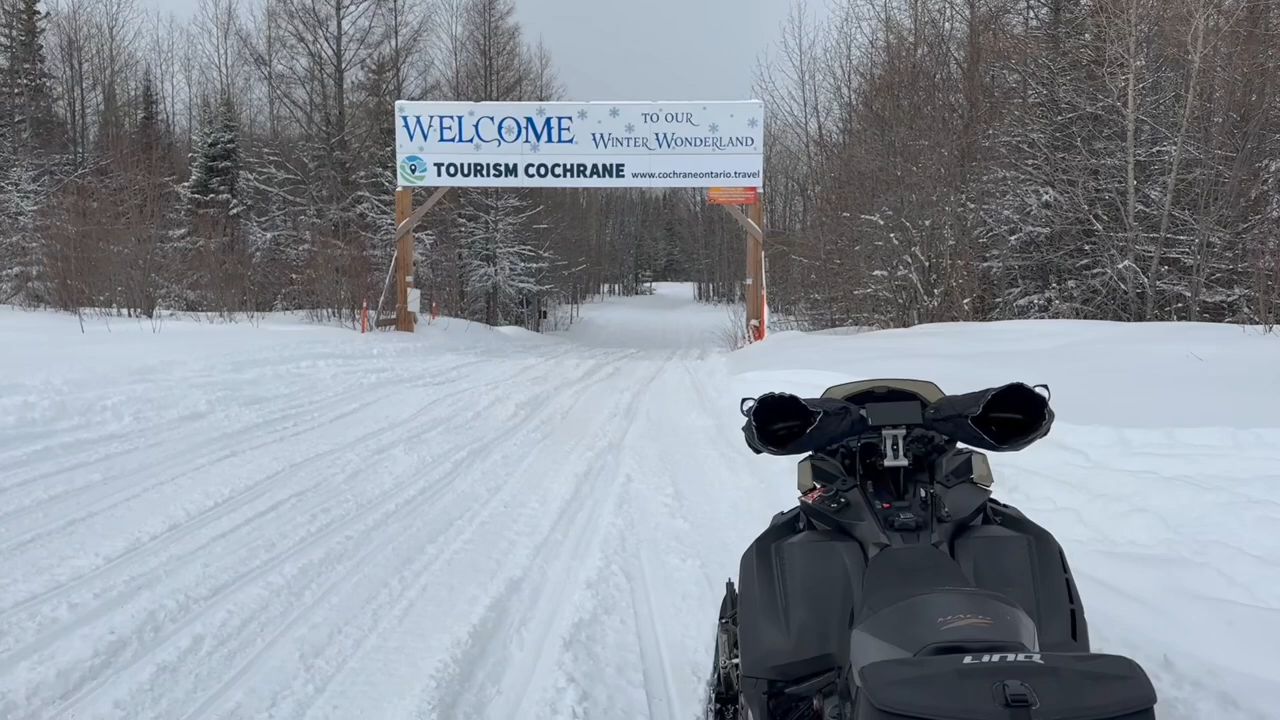 WELCOME
TO OUR
WINTER WONDERLAND
TOURISM COCHRANE www.cochraneontario.travel
LINQ